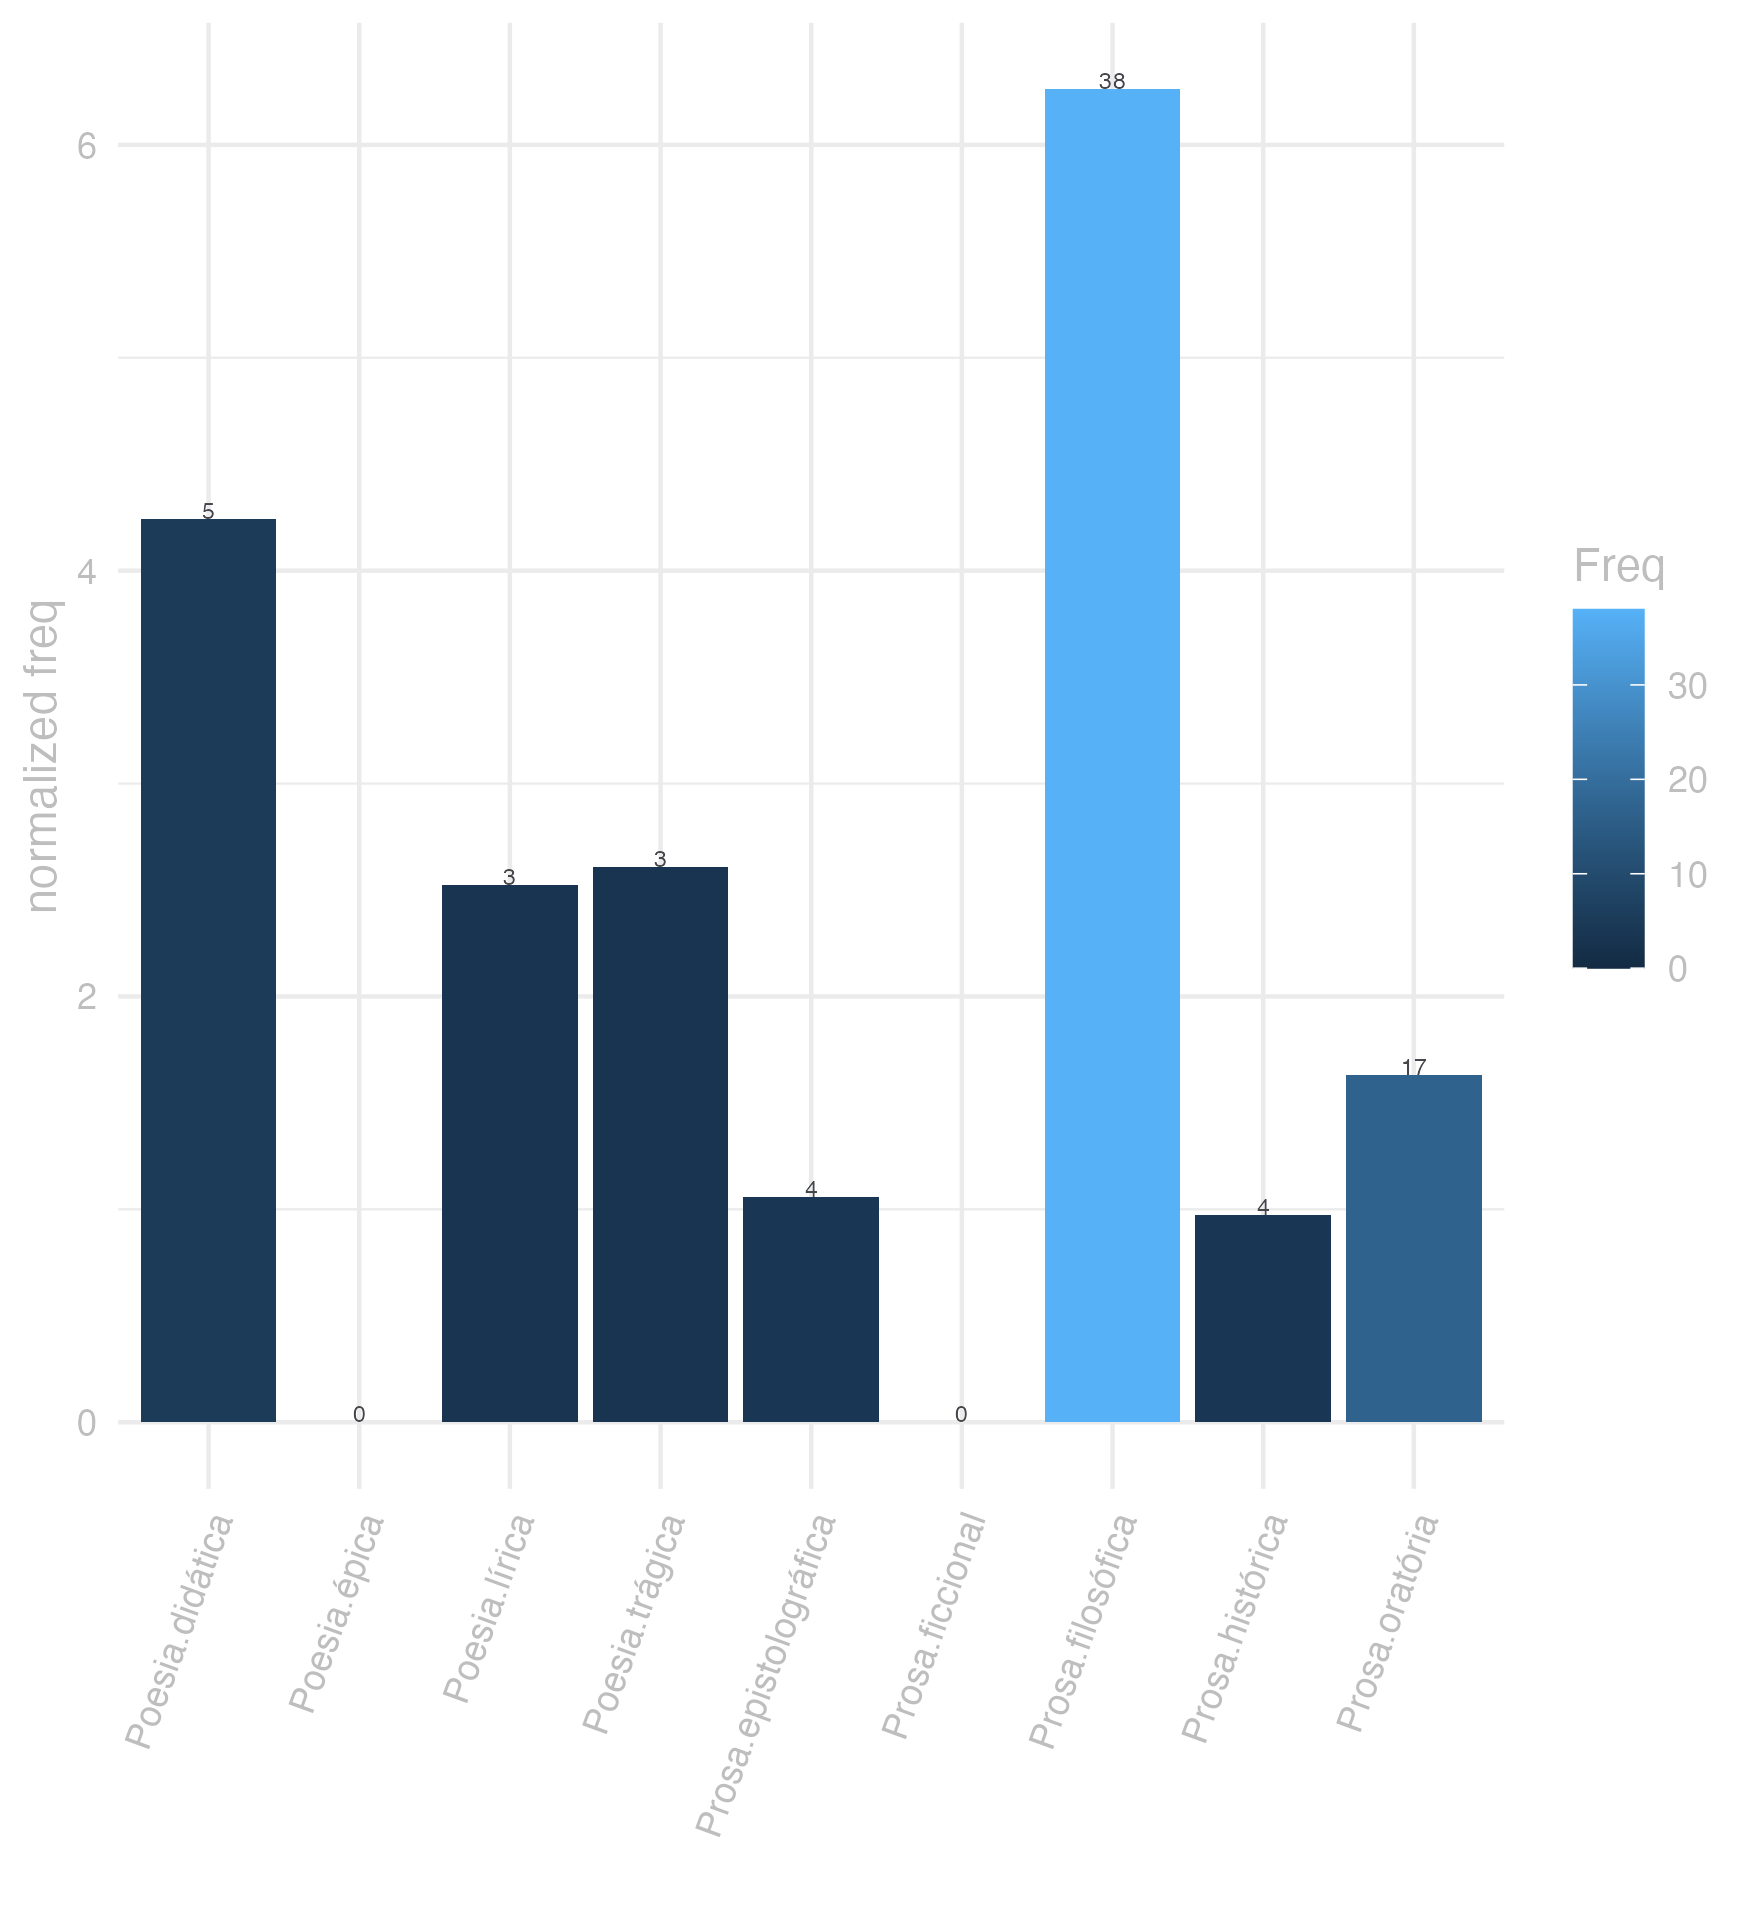 38
6
5
4
3
3
2
17
4
4
0
0
0
normalized freq
Freq
30
20
10
0
Poesia.didática
Poesia.épica
Poesia.lírica
Poesia.trágica
Prosa.epistolográfica
Prosa.ficcional
Prosa.filosófica
Prosa.histórica
Prosa.oratória